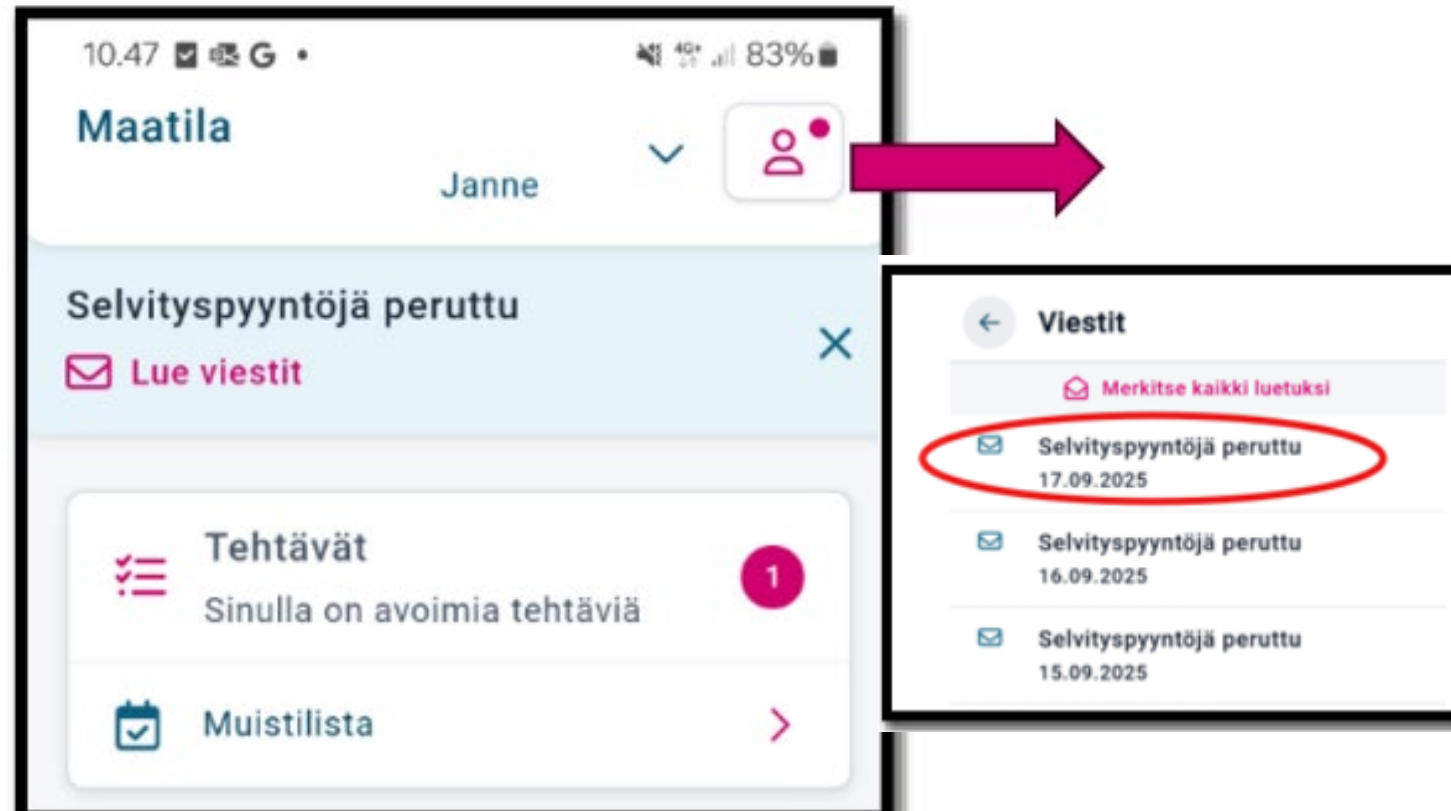 10.47 G •
4G+ 83%
Maatila
Janne
Selvityspyyntöjä peruttu
Lue viestit
Tehtävät
1
Sinulla on avoimia tehtäviä
Muistilista
Viestit
Merkitse kaikki luetuksi
Selvityspyyntöjä peruttu
17.09.2025
Selvityspyyntöjä peruttu
16.09.2025
Selvityspyyntöjä peruttu
15.09.2025